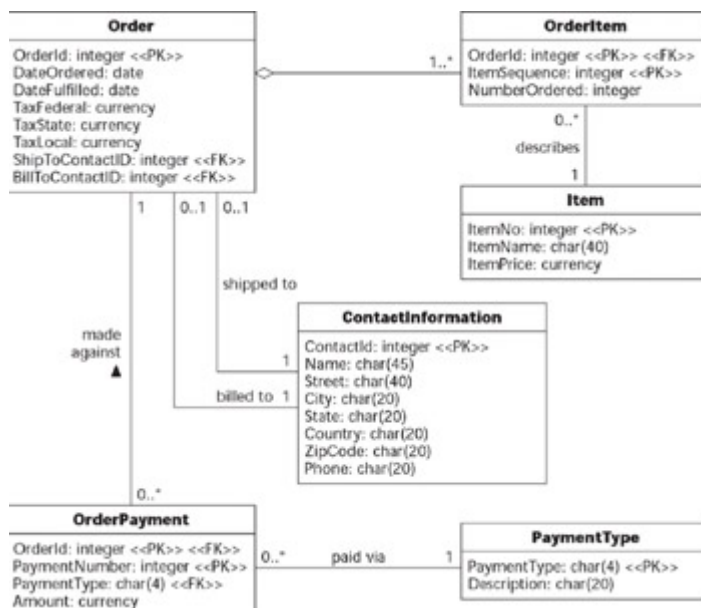 Order
OrderId: integer <<PK>>
DateOrdered: date
DateFulfilled: date
TaxFederal: currency
TaxState: currency
TaxLocal: currency
ShipToContactID: integer <<FK>>
BillToContactID: integer <<FK>>
1..*
OrderItem
OrderId: integer <<PK>> <<FK>>
ItemSequence: integer <<PK>>
NumberOrdered: integer
0..*
describes
1
Item
ItemNo: integer <<PK>>
ItemName: char(40)
ItemPrice: currency
1
0..1
0..1
shipped to
made
against
1
billed to 1
ContactInformation
ContactId: integer <<PK>>
Name: char(45)
Street: char(40)
City: char(20)
State: char(20)
Country: char(20)
ZipCode: char(20)
Phone: char(20)
0..*
OrderPayment
OrderId: integer <<PK>> <<FK>>
PaymentNumber: integer <<PK>>
PaymentType: char(4) <<FK>>
Amount: currency
0..*
paid via
1
PaymentType
PaymentType: char(4) <<PK>>
Description: char(20)